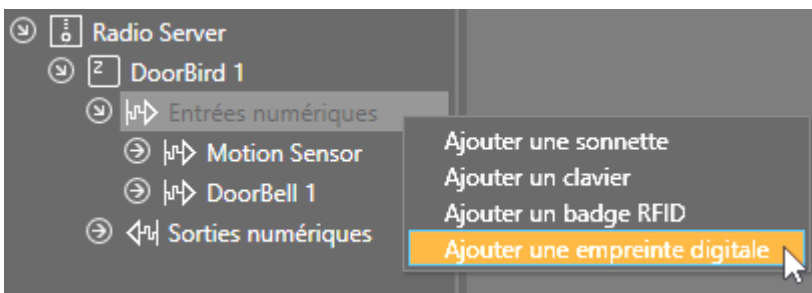 Radio Server
Z DoorBird 1
Entrées numériques
Motion Sensor
DoorBell 1
Sorties numériques
Ajouter une sonnette
Ajouter un clavier
Ajouter un badge RFID
Ajouter une empreinte digitale